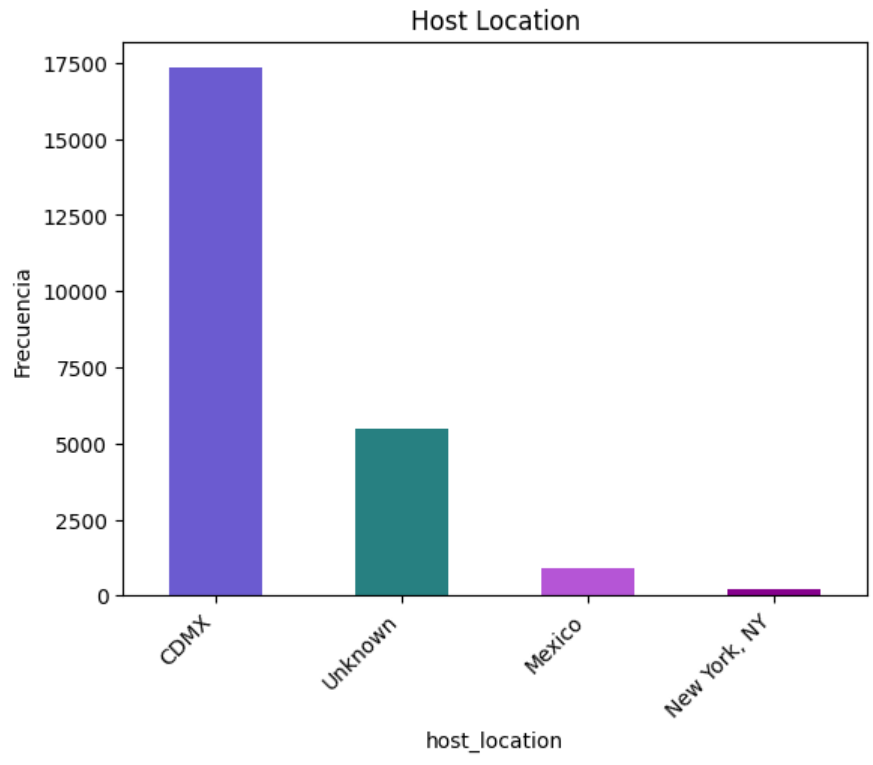 Host Location
Frecuencia
17500
15000
12500
10000
7500
5000
2500
0
CDMX
Unknown
Mexico
New York, NY
host_location